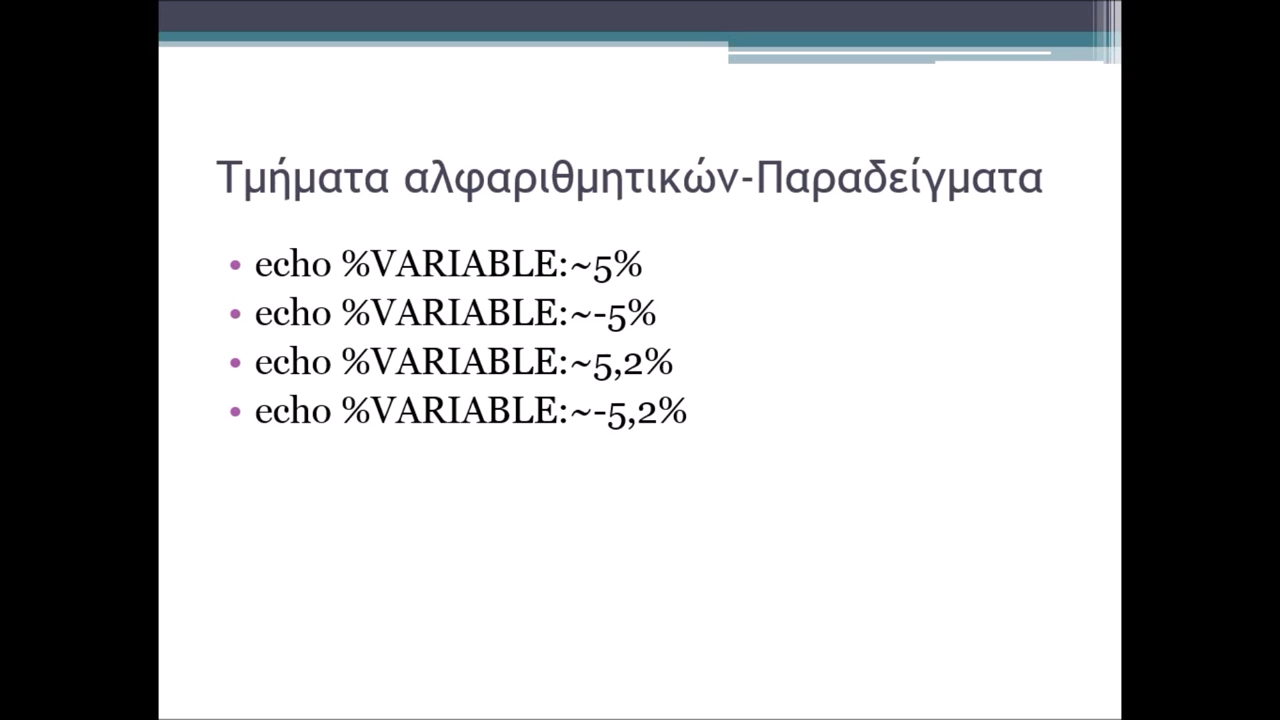 Τμήματα αλφαριθμητικών-Παραδείγματα
• echo %VARIABLE:~5%
• echo %VARIABLE:~-5%
• echo %VARIABLE:~5,2%
• echo %VARIABLE:~-5,2%